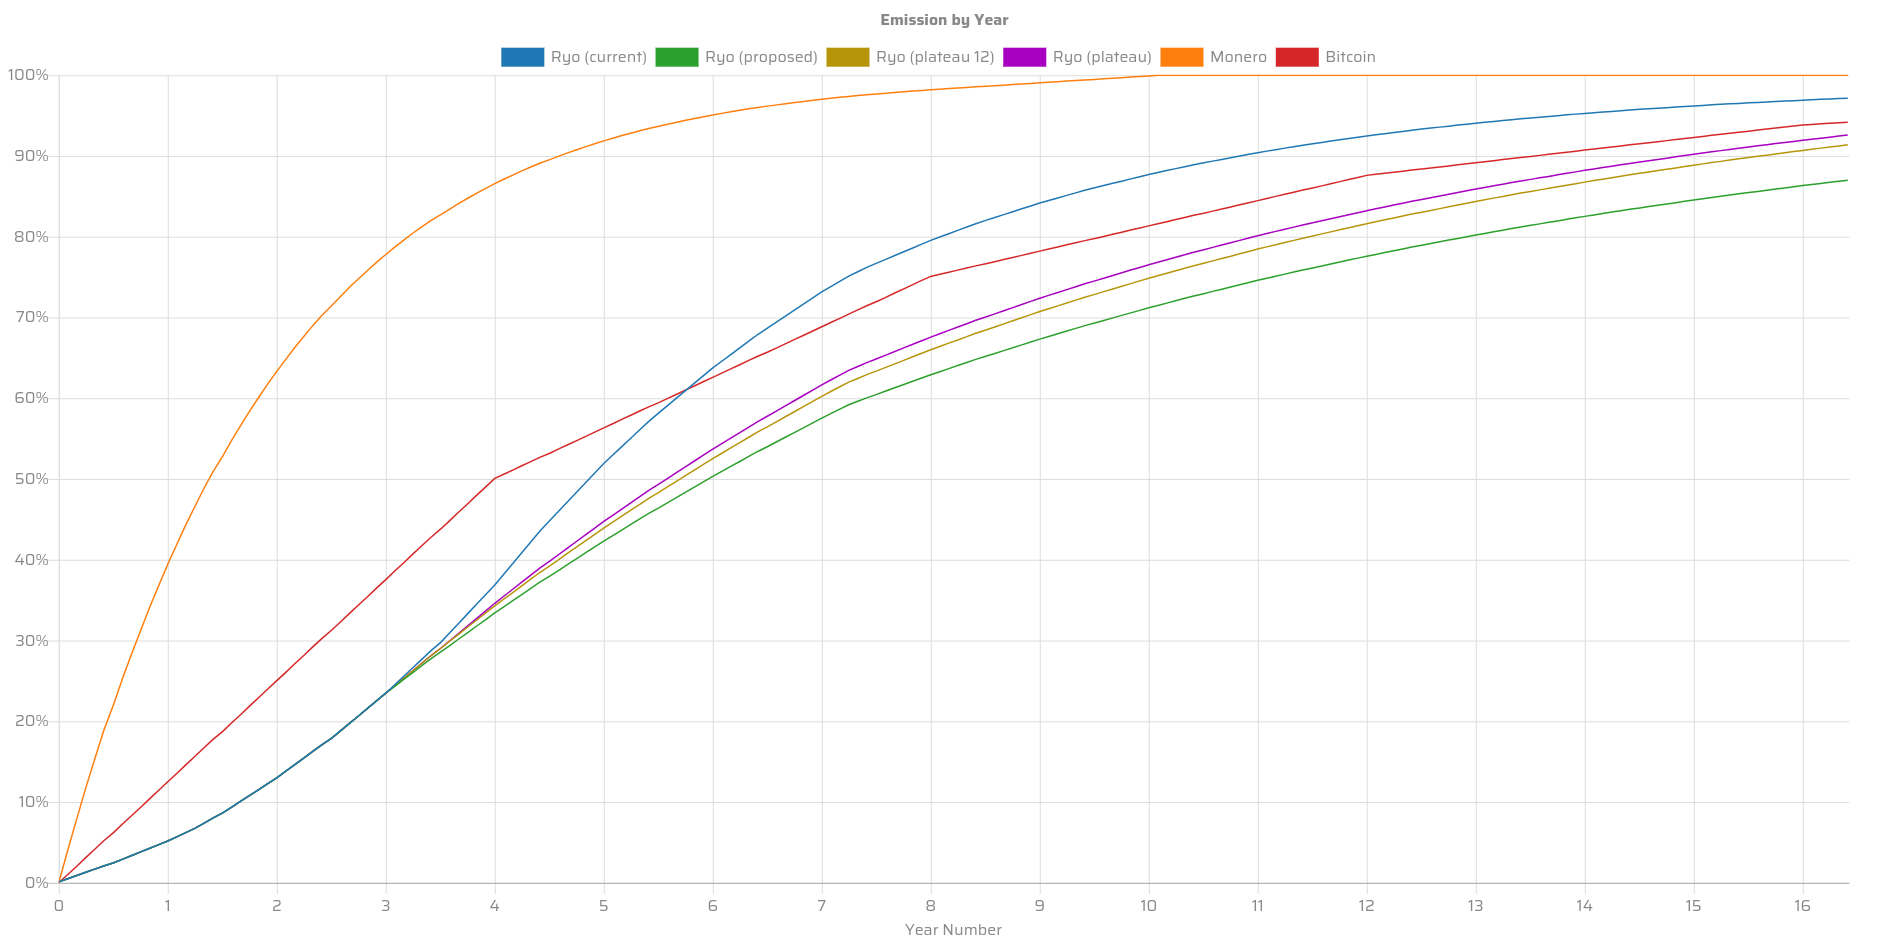 Emission by Year
Ryo (current) Ryo (proposed) Ryo (plateau 12) Ryo (plateau) Monero Bitcoin
100%
90%
80%
70%
60%
50%
40%
30%
20%
10%
0%
0 1 2 3 4 5 6 7 8 9 10 11 12 13 14 15 16
Year Number